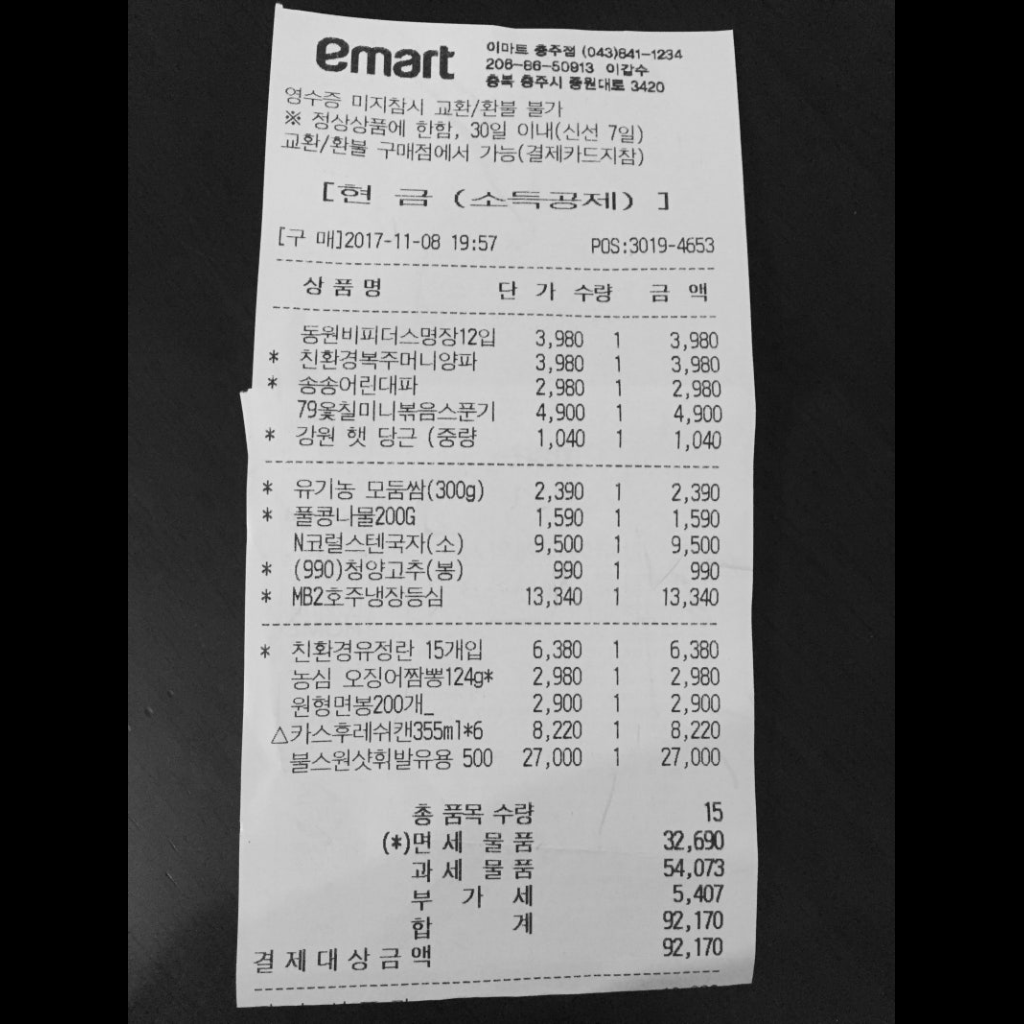 emart
이마트 충주점 (043)841-1234
206-86-50913 이갑수
충북 충주시 중원대로 3420
영수증 미지참시 교환/환불 불가
※ 정상상품에 한함, 30일 이내(신선 7일)
교환/환불 구매점에서 가능(결제카드지참)
[현 금 (소득공제) ]
[구 매]2017-11-08 19:57 POS:3019-4653
상 품 명 단 가 수량 금 액
동원비피더스명장12입 3,980 1 3,980
* 친환경복주머니양파 3,980 1 3,980
* 송송어린대파 2,980 1 2,980
79옻칠미니볶음스푼기 4,900 1 4,900
* 강원 햇 당근 (중량 1,040 1 1,040
* 유기농 모둠쌈(300g) 2,390 1 2,390
* 풀콩나물200G 1,590 1 1,590
N코럴스텐국자(소) 9,500 1 9,500
* (990)청양고추(봉) 990 1 990
* MB2호주냉장등심 13,340 1 13,340
* 친환경유정란 15개입 6,380 1 6,380
농심 오징어짬뽕124g* 2,980 1 2,980
원형면봉200개_ 2,900 1 2,900
△카스후레쉬캔355ml*6 8,220 1 8,220
불스원샷휘발유용 500 27,000 1 27,000
총 품목 수량 15
(*)면 세 물 품 32,690
과 세 물 품 54,073
부 가 세 5,407
합 계 92,170
결 제 대 상 금 액 92,170